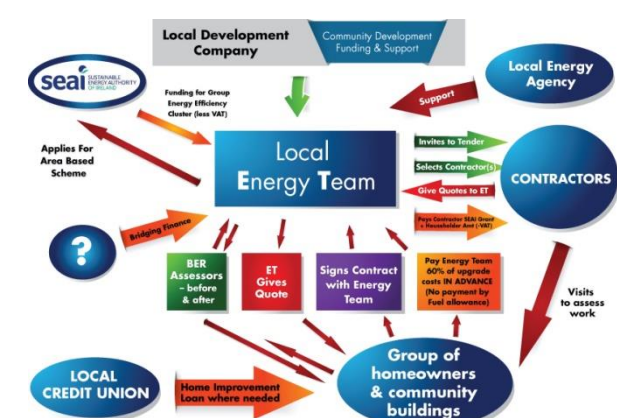 Local Development
Company
Community Development
Funding & Support
seai
SUSTAINABLE
ENERGY AUTHORITY
OF IRELAND
Funding for Group
Energy Efficiency
Cluster (less VAT)
Local Energy
Agency
Support
Applies For
Area Based
Scheme
Local
Energy Team
Invites to Tender
Selects Contractor(s)
Give Quotes to ET
Pays Contractor SEAI Grant
+ Householder Amt (-VAT)
CONTRACTORS
?
Bridging Finance
BER
Assessors
– before
& after
ET
Gives
Quote
Signs Contract
with Energy
Team
Pay Energy Team
60% of upgrade
costs IN ADVANCE
(No payment by
Fuel allowance)
Visits
to assess
work
LOCAL
CREDIT UNION
Home Improvement
Loan where needed
Group of
homeowners
& community
buildings